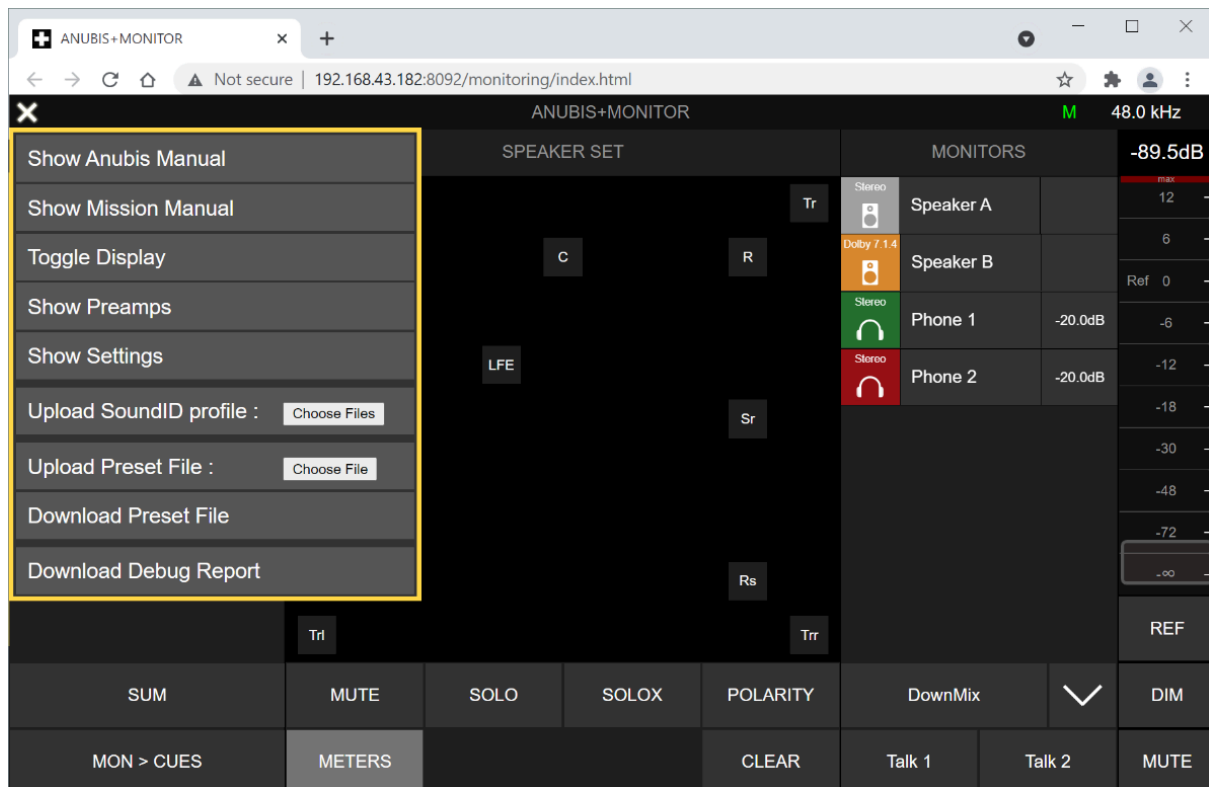 ANUBIS+MONITOR
Not secure | 192.168.43.182:8092/monitoring/index.html
ANUBIS+MONITOR M 48.0 kHz
Show Anubis Manual
Show Mission Manual
Toggle Display
Show Preamps
Show Settings
Upload SoundID profile : Choose Files
Upload Preset File : Choose File
Download Preset File
Download Debug Report
SPEAKER SET
Tr
C
R
LFE
Sr
Rs
Trl
Trr
MONITORS
Stereo
Speaker A
Dolby 7.1.4
Speaker B
Stereo
Phone 1 -20.0dB
Stereo
Phone 2 -20.0dB
-89.5dB
max
12
6
Ref 0
-6
-12
-18
-30
-48
-72
-∞
REF
SUM MUTE SOLO SOLOX POLARITY DownMix DIM
MON > CUES METERS CLEAR Talk 1 Talk 2 MUTE